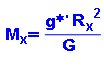 Mₓ = g*' Rₓ² / G